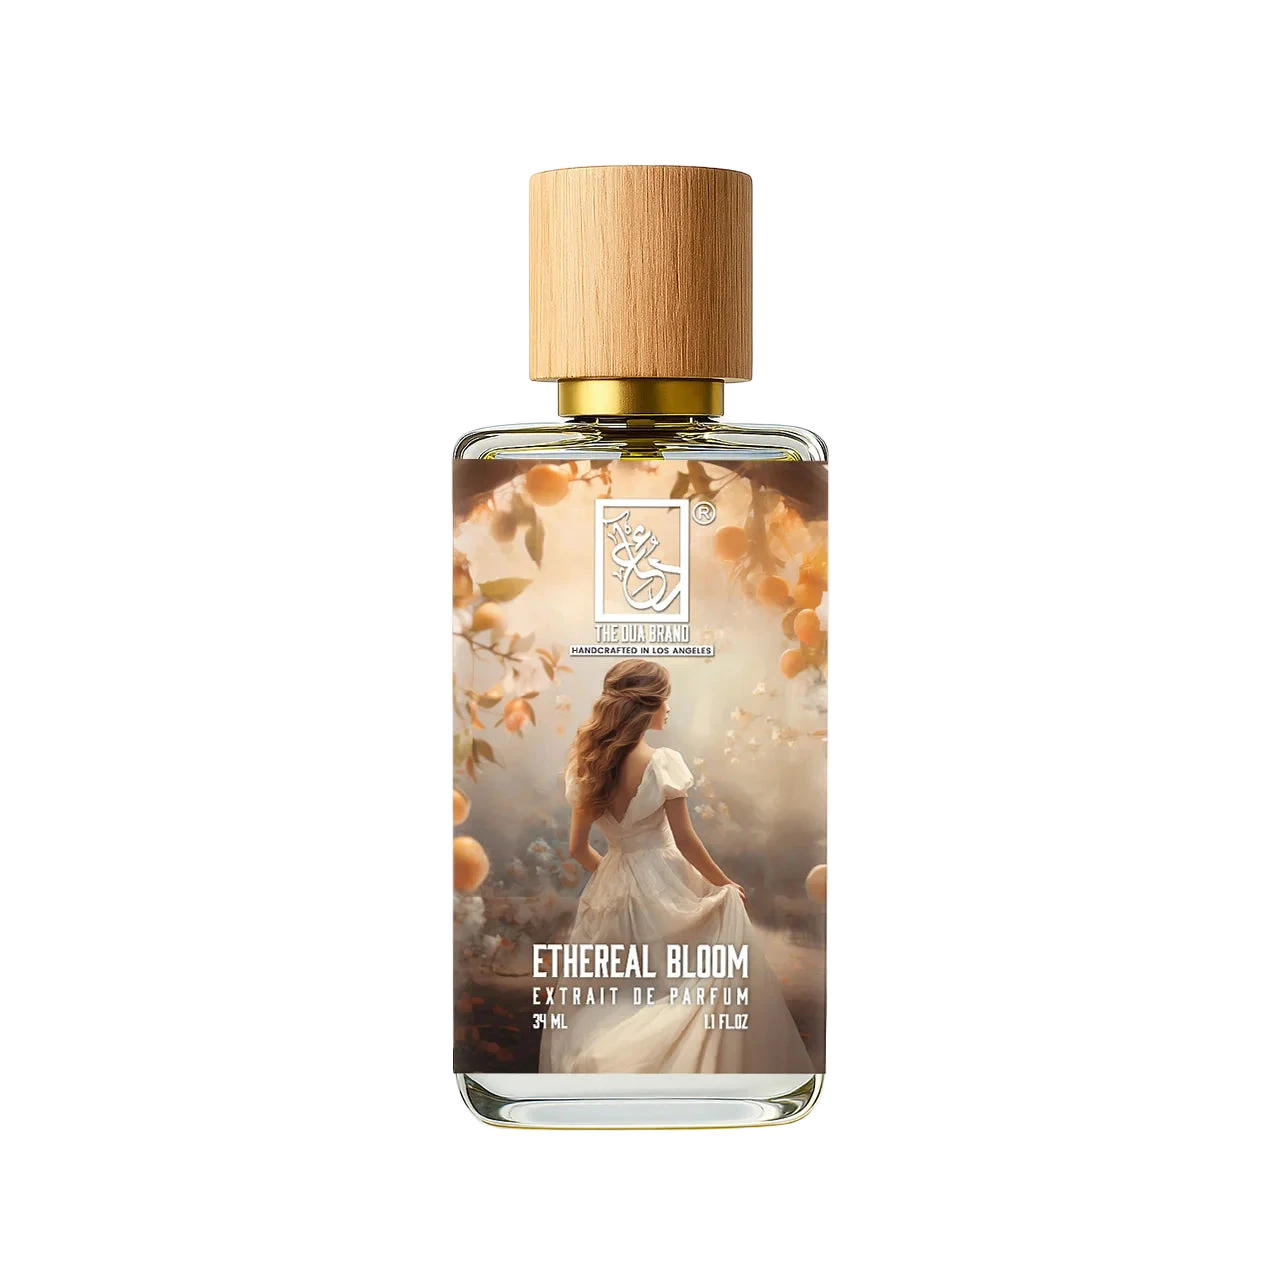 ®
THE DUA BRAND
HANDCRAFTED IN LOS ANGELES
ETHEREAL BLOOM
EXTRAIT DE PARFUM
34 ML 1.1 FL.OZ